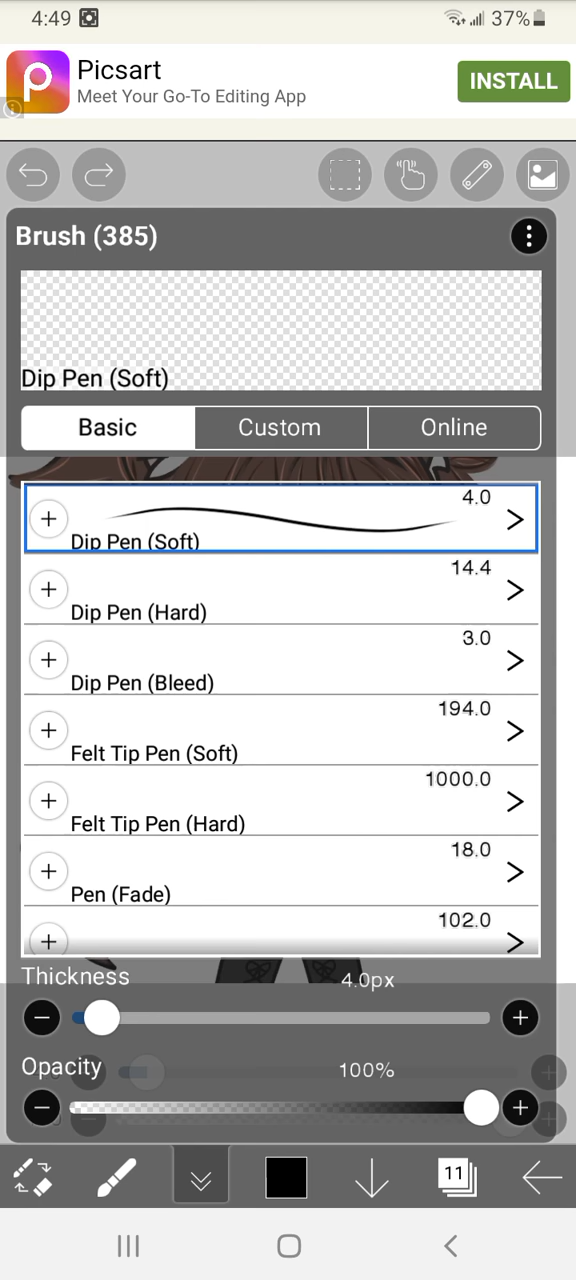 4:49 37%
Picsart
Meet Your Go-To Editing App
INSTALL
Brush (385)
Dip Pen (Soft)
Basic Custom Online
4.0
Dip Pen (Soft)
14.4
Dip Pen (Hard)
3.0
Dip Pen (Bleed)
194.0
Felt Tip Pen (Soft)
1000.0
Felt Tip Pen (Hard)
18.0
Pen (Fade)
102.0
Thickness 4.0px
Opacity 100%
11